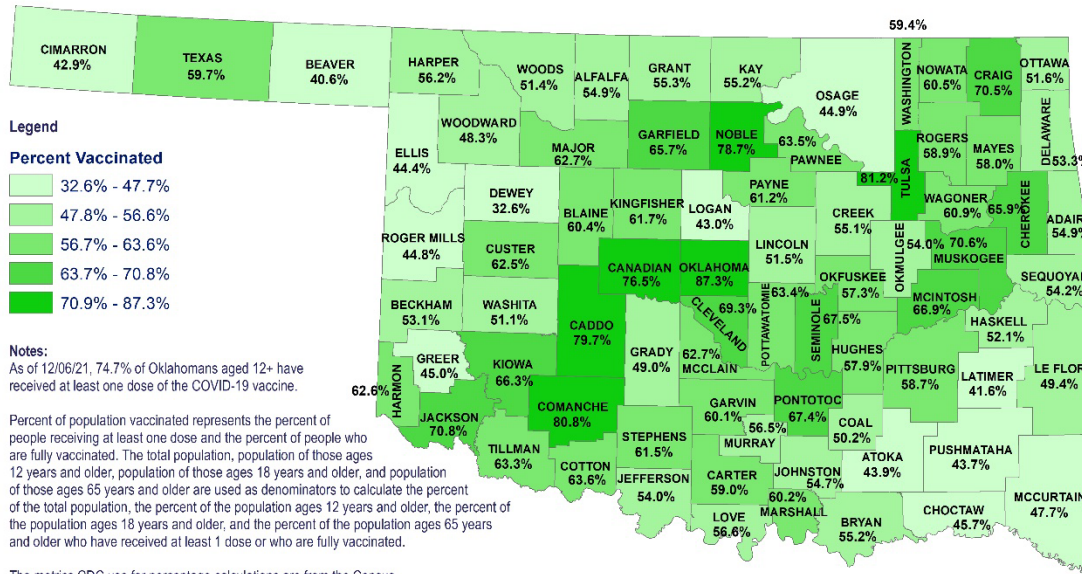 59.4%
CIMARRON
42.9%
TEXAS
59.7%
BEAVER
40.6%
HARPER
56.2%
WOODS
51.4%
ALFALFA
54.9%
GRANT
55.3%
KAY
55.2%
OSAGE
44.9%
WASHINGTON
NOWATA
60.5%
CRAIG
70.5%
OTTAWA
51.6%
Legend
Percent Vaccinated
32.6% - 47.7%
47.8% - 56.6%
56.7% - 63.6%
63.7% - 70.8%
70.9% - 87.3%
ELLIS
44.4%
WOODWARD
48.3%
MAJOR
62.7%
GARFIELD
65.7%
NOBLE
78.7%
63.5%
PAWNEE
ROGERS
58.9%
MAYES
58.0%
DELAWARE
53.3%
DEWEY
32.6%
BLAINE
60.4%
KINGFISHER
61.7%
LOGAN
43.0%
PAYNE
61.2%
81.2%
TULSA
WAGONER
60.9%
65.9%
CHEROKEE
ADAIR
54.9%
ROGER MILLS
44.8%
CUSTER
62.5%
CANADIAN
76.5%
OKLAHOMA
87.3%
LINCOLN
51.5%
CREEK
55.1%
OKMULGEE
54.0%
70.6%
MUSKOGEE
SEQUOYAH
54.2%
BECKHAM
53.1%
WASHITA
51.1%
CADDO
79.7%
CLEVELAND
69.3%
POTTAWATOMIE
63.4%
SEMINOLE
67.5%
OKFUSKEE
57.3%
MCINTOSH
66.9%
HASKELL
52.1%
Notes:
As of 12/06/21, 74.7% of Oklahomans aged 12+ have
received at least one dose of the COVID-19 vaccine.
GREER
45.0%
KIOWA
66.3%
GRADY
49.0%
62.7%
MCCLAIN
HUGHES
57.9%
PITTSBURG
58.7%
LATIMER
41.6%
LE FLOR
49.4%
62.6%
HARMON
JACKSON
70.8%
COMANCHE
80.8%
GARVIN
60.1%
PONTOTOC
67.4%
56.5%
MURRAY
COAL
50.2%
Percent of population vaccinated represents the percent of
people receiving at least one dose and the percent of people who
are fully vaccinated. The total population, population of those ages
12 years and older, population of those ages 18 years and older, and population
of those ages 65 years and older are used as denominators to calculate the percent
of the total population, the percent of the population ages 12 years and older, the percent of
the population ages 18 years and older, and the percent of the population ages 65 years
and older who have received at least 1 dose or who are fully vaccinated.
TILLMAN
63.3%
COTTON
63.6%
STEPHENS
61.5%
JEFFERSON
54.0%
CARTER
59.0%
JOHNSTON
54.7%
ATOKA
43.9%
PUSHMATAHA
43.7%
LOVE
56.6%
60.2%
MARSHALL
BRYAN
55.2%
CHOCTAW
45.7%
MCCURTAIN
47.7%
The metrics CDC use for percentage calculations are from the Census